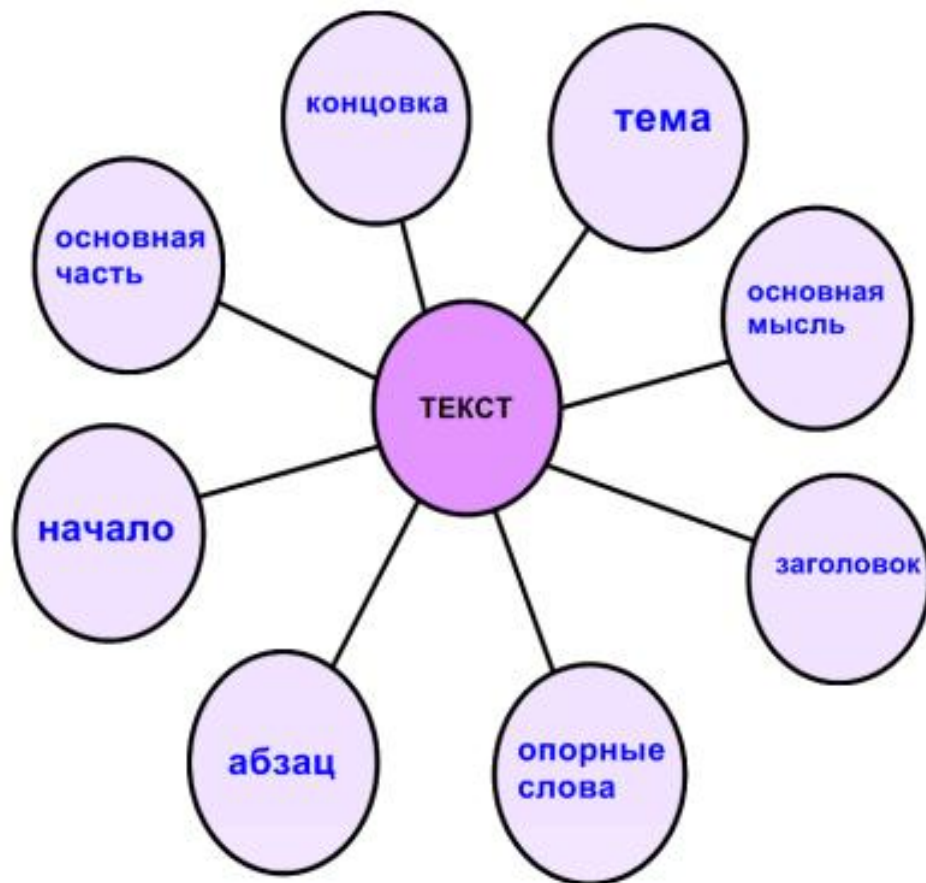 концовка
тема
основная
часть
основная
мысль
ТЕКСТ
начало
заголовок
абзац
опорные
слова